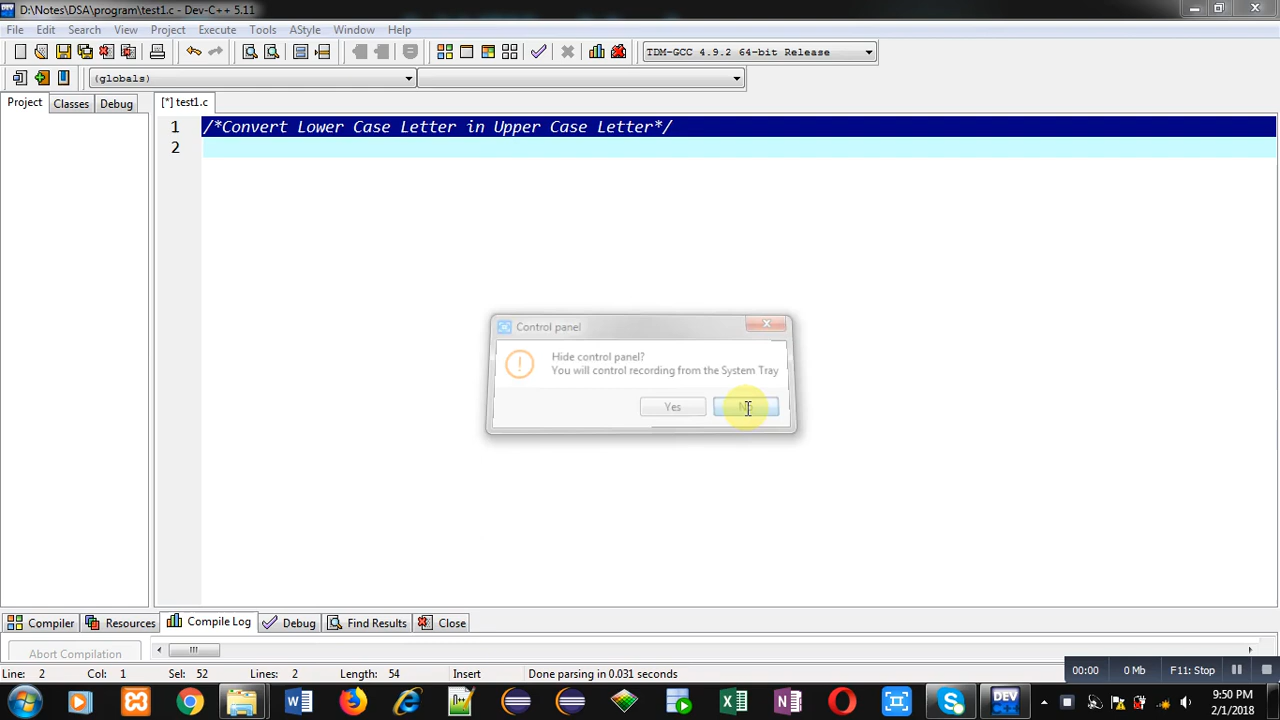 D:\Notes\DSA\program\test1.c - Dev-C++ 5.11
File Edit Search View Project Execute Tools AStyle Window Help
TDM-GCC 4.9.2 64-bit Release
(globals)
Project Classes Debug [*] test1.c
1 /*Convert Lower Case Letter in Upper Case Letter*/
2
Control panel
Hide control panel?
You will control recording from the System Tray
Yes No
Compiler Resources Compile Log Debug Find Results Close
Abort Compilation
Line: 2 Col: 1 Sel: 52 Lines: 2 Length: 54 Insert Done parsing in 0.031 seconds
00:00 0 Mb F11: Stop
DEV
9:50 PM
2/1/2018